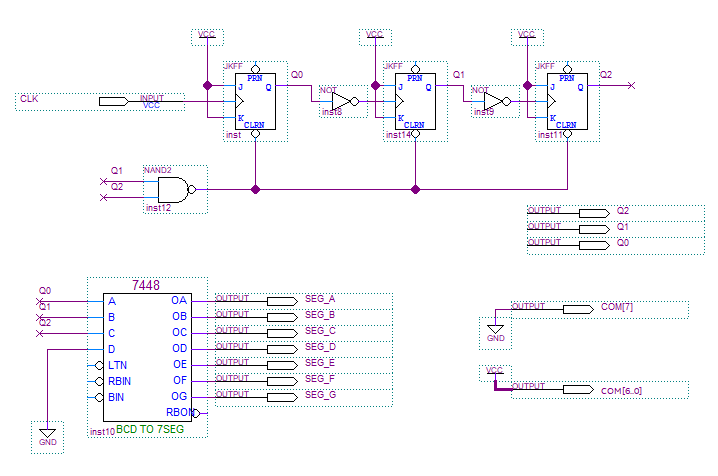 VCC
VCC
VCC
JKFF
JKFF
JKFF
PRN
PRN
PRN
Q0
Q1
Q2
J
Q
J
Q
J
Q
NOT
NOT
CLK
INPUT
VCC
K
K
K
CLRN
CLRN
CLRN
inst
inst8
inst14
inst9
inst11
Q1
NAND2
Q2
inst12
OUTPUT
Q2
OUTPUT
Q1
OUTPUT
Q0
7448
Q0
A
OA
OUTPUT
SEG_A
Q1
B
OB
OUTPUT
SEG_B
Q2
C
OC
OUTPUT
SEG_C
D
OD
OUTPUT
SEG_D
LTN
OE
OUTPUT
SEG_E
RBIN
OF
OUTPUT
SEG_F
BIN
OG
OUTPUT
SEG_G
RBON
inst10
BCD TO 7SEG
GND
OUTPUT
COM[7]
GND
VCC
OUTPUT
COM[6..0]